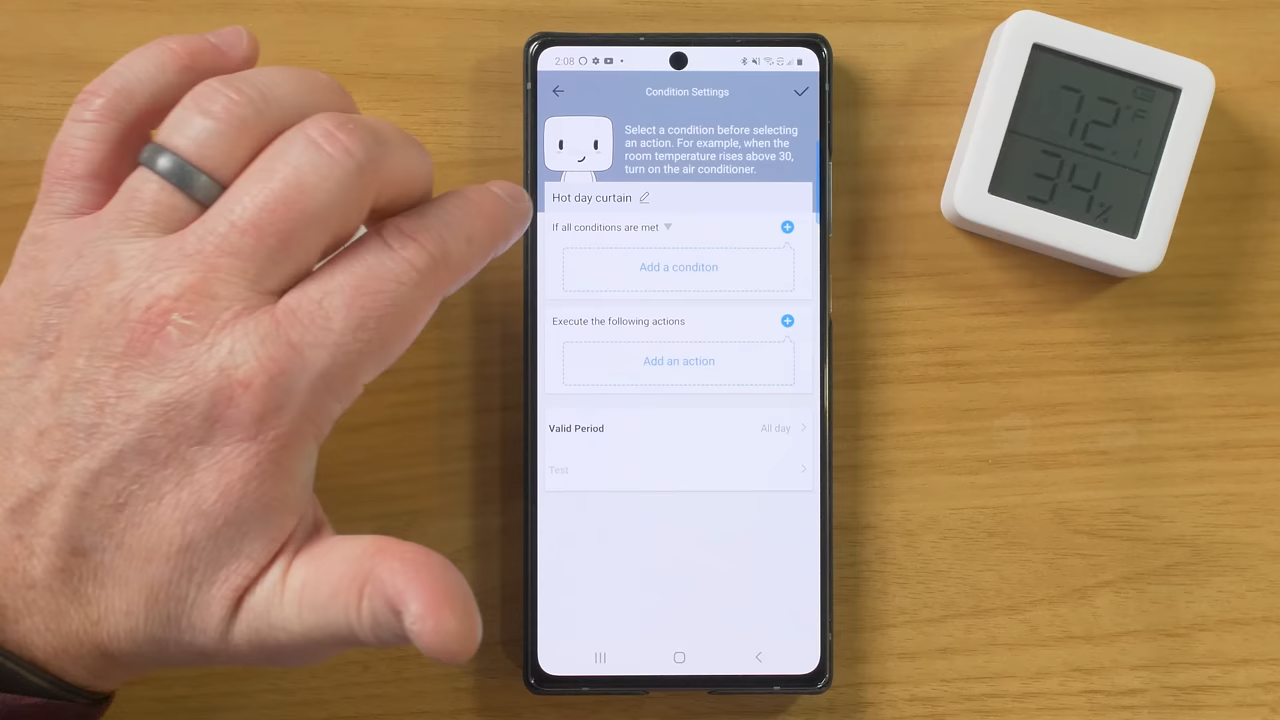 2:08
Condition Settings
Select a condition before selecting
an action. For example, when the
room temperature rises above 30,
turn on the air conditioner.
Hot day curtain
If all conditions are met
Add a conditon
Execute the following actions
Add an action
Valid Period
All day
Test
72.1°F
34%